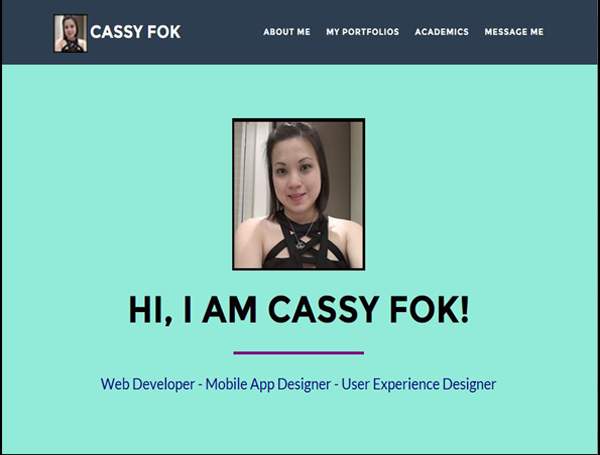 CASSY FOK ABOUT ME MY PORTFOLIOS ACADEMICS MESSAGE ME
HI, I AM CASSY FOK!
Web Developer - Mobile App Designer - User Experience Designer